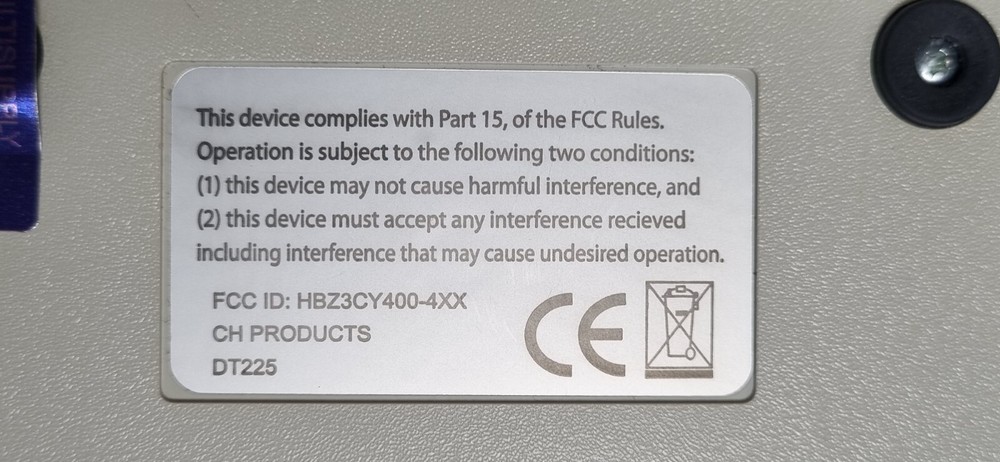 This device complies with Part 15, of the FCC Rules.
Operation is subject to the following two conditions:
(1) this device may not cause harmful interference, and
(2) this device must accept any interference recieved
including interference that may cause undesired operation.
FCC ID: HBZ3CY400-4XX
CH PRODUCTS
DT225
CE